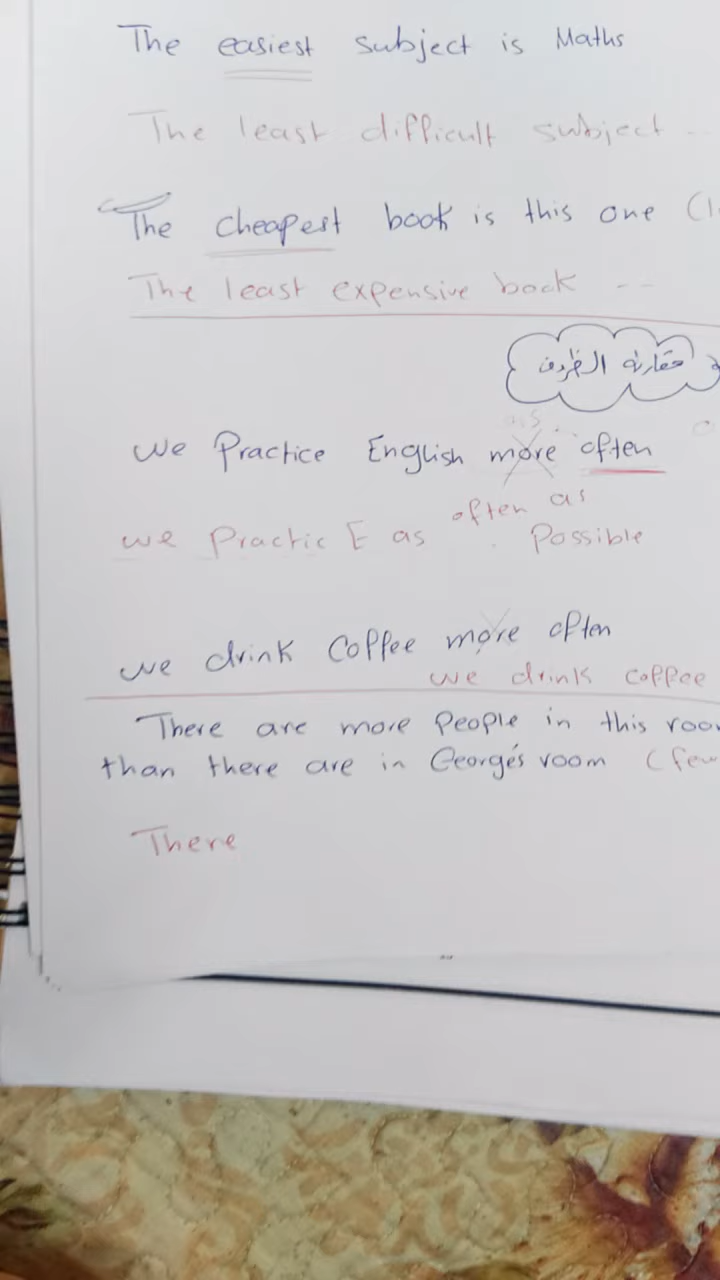 The easiest subject is Maths
The least difficult subject --
The cheapest book is this one (
The least expensive book --
مقارنة الظروف
as
we Practice English more often
we Practic E as often as Possible
we drink Coffee more often
we drink coffee
There are more People in this
than there are in George's room (few
There